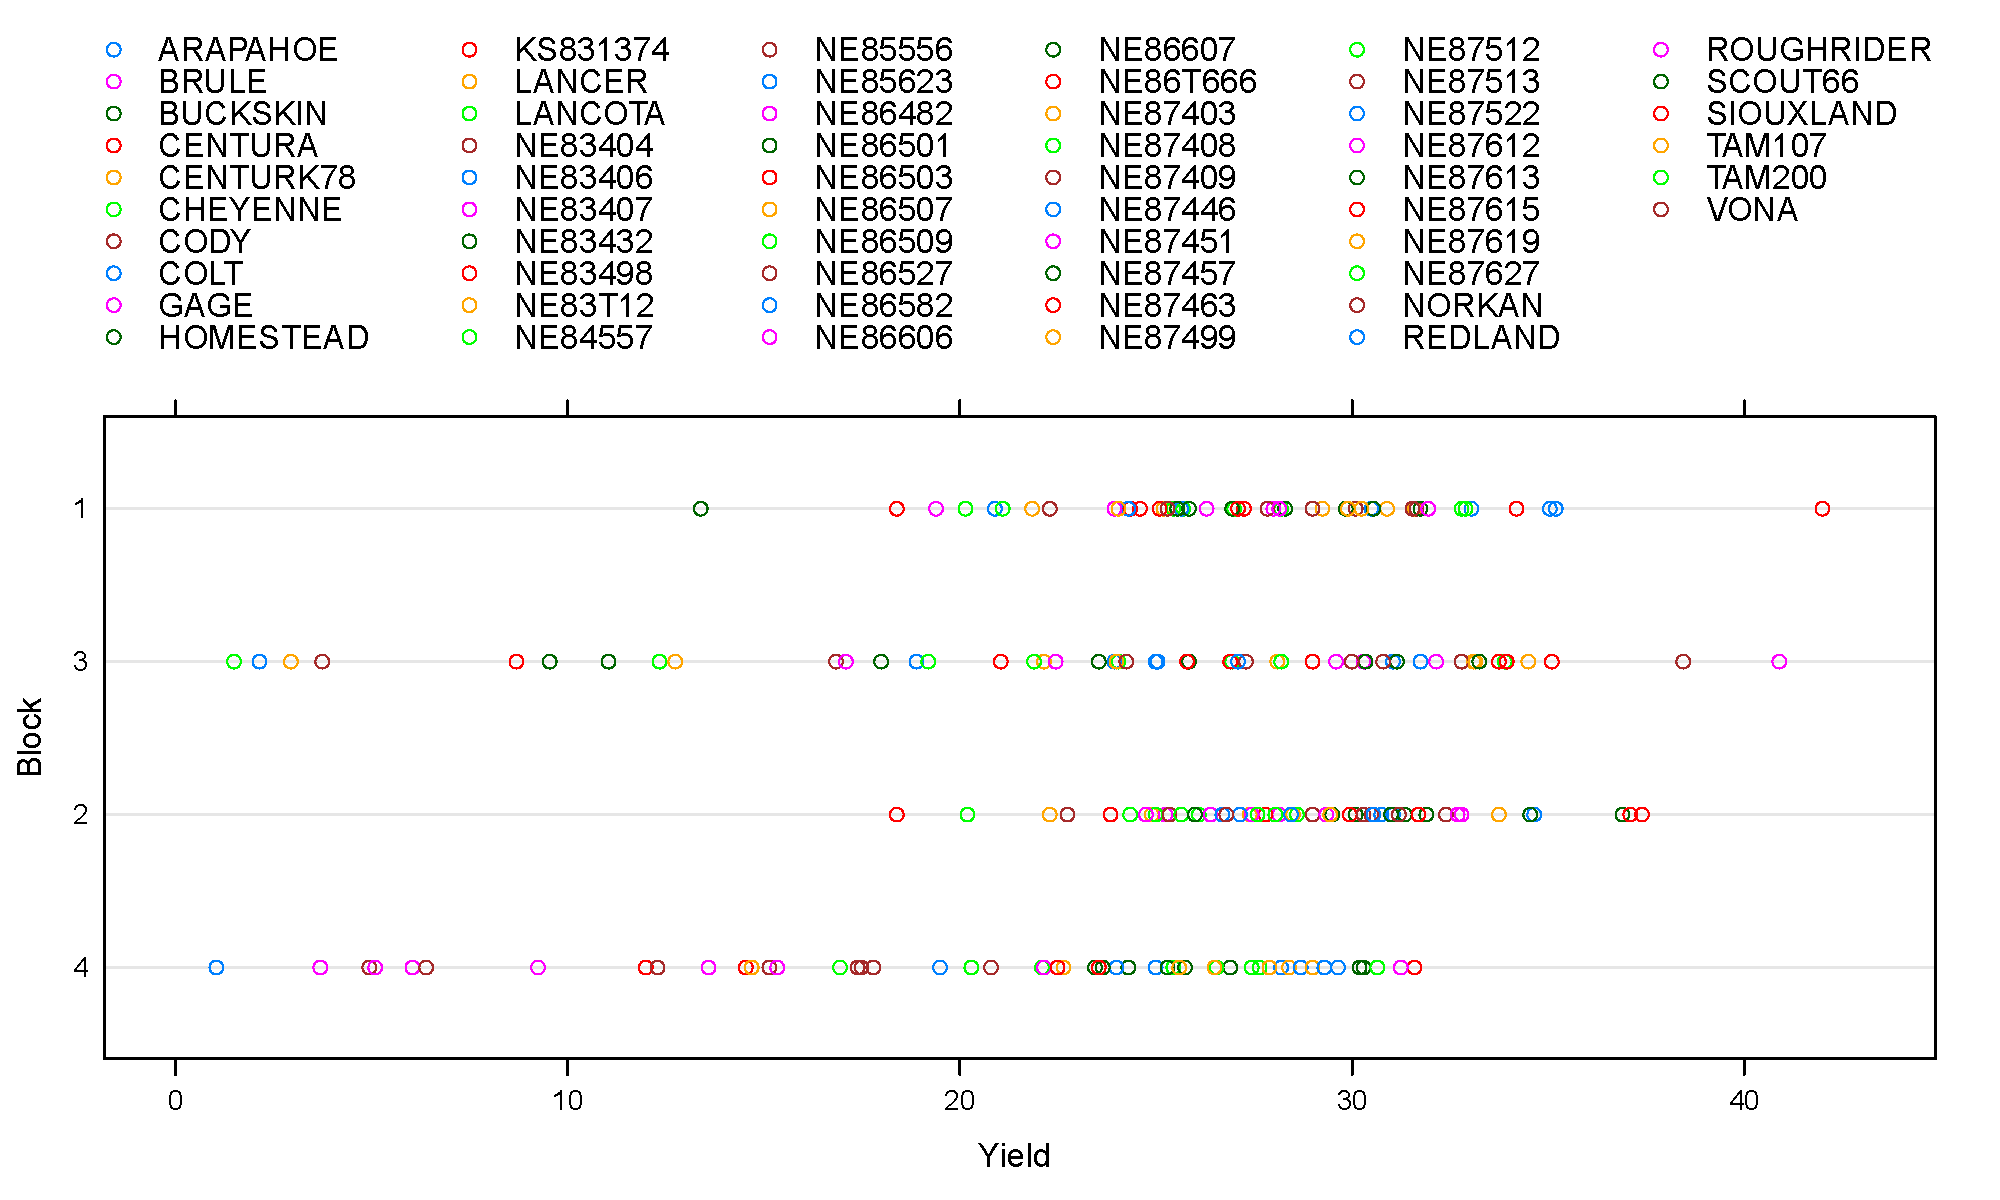 ARAPAHOE KS831374 NE85556 NE86607 NE87512 ROUGHRIDER
BRULE LANCER NE85623 NE86T666 NE87513 SCOUT66
BUCKSKIN LANCOTA NE86482 NE87403 NE87522 SIOUXLAND
CENTURA NE83404 NE86501 NE87408 NE87612 TAM107
CENTURK78 NE83406 NE86503 NE87409 NE87613 TAM200
CHEYENNE NE83407 NE86507 NE87446 NE87615 VONA
CODY NE83432 NE86509 NE87451 NE87619
COLT NE83498 NE86527 NE87457 NE87627
GAGE NE83T12 NE86582 NE87463 NORKAN
HOMESTEAD NE84557 NE86606 NE87499 REDLAND
1
3
2
4
Block
0 10 20 30 40
Yield